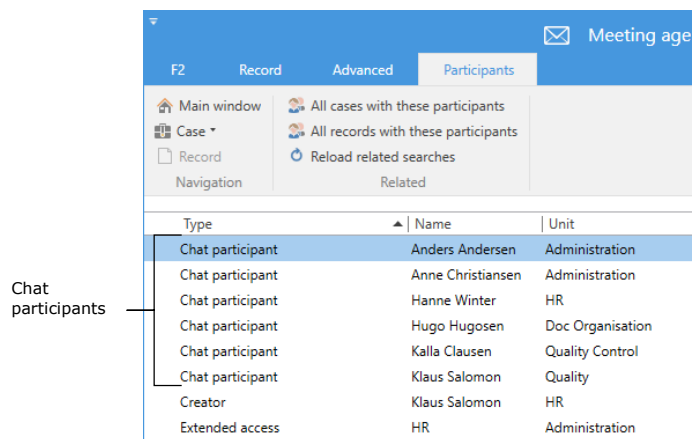 Meeting age
F2 Record Advanced Participants
Main window All cases with these participants
Case All records with these participants
Record Reload related searches
Navigation Related
Type Name Unit
Chat participant Anders Andersen Administration
Chat participant Anne Christiansen Administration
Chat
participants
Chat participant Hanne Winter HR
Chat participant Hugo Hugosen Doc Organisation
Chat participant Kalla Clausen Quality Control
Chat participant Klaus Salomon Quality
Creator Klaus Salomon HR
Extended access HR Administration